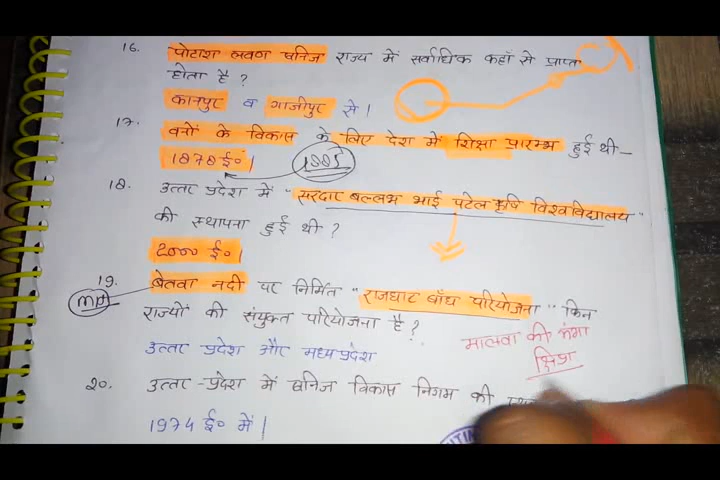 16. पोटाश लवण खनिज राज्य में सर्वाधिक कहाँ से प्राप्त
होता है ?
कानपुर व गाजीपुर से।
17. वनों के विकास के लिए देश में शिक्षा प्रारम्भ हुई थी-
1878 ई०।
18. उत्तर प्रदेश में "सरदार बल्लभ भाई पटेल कृषि विश्वविद्यालय"
की स्थापना हुई थी ?
2000 ई०।
19. बेतवा नदी पर निर्मित "राजघाट बाँध परियोजना" किन
MP
राज्यों की संयुक्त परियोजना है ?
मालवा की गंगा
उत्तर प्रदेश और मध्यप्रदेश
क्षिप्रा
20. उत्तर-प्रदेश में खनिज विकास निगम की
1974 ई० में।